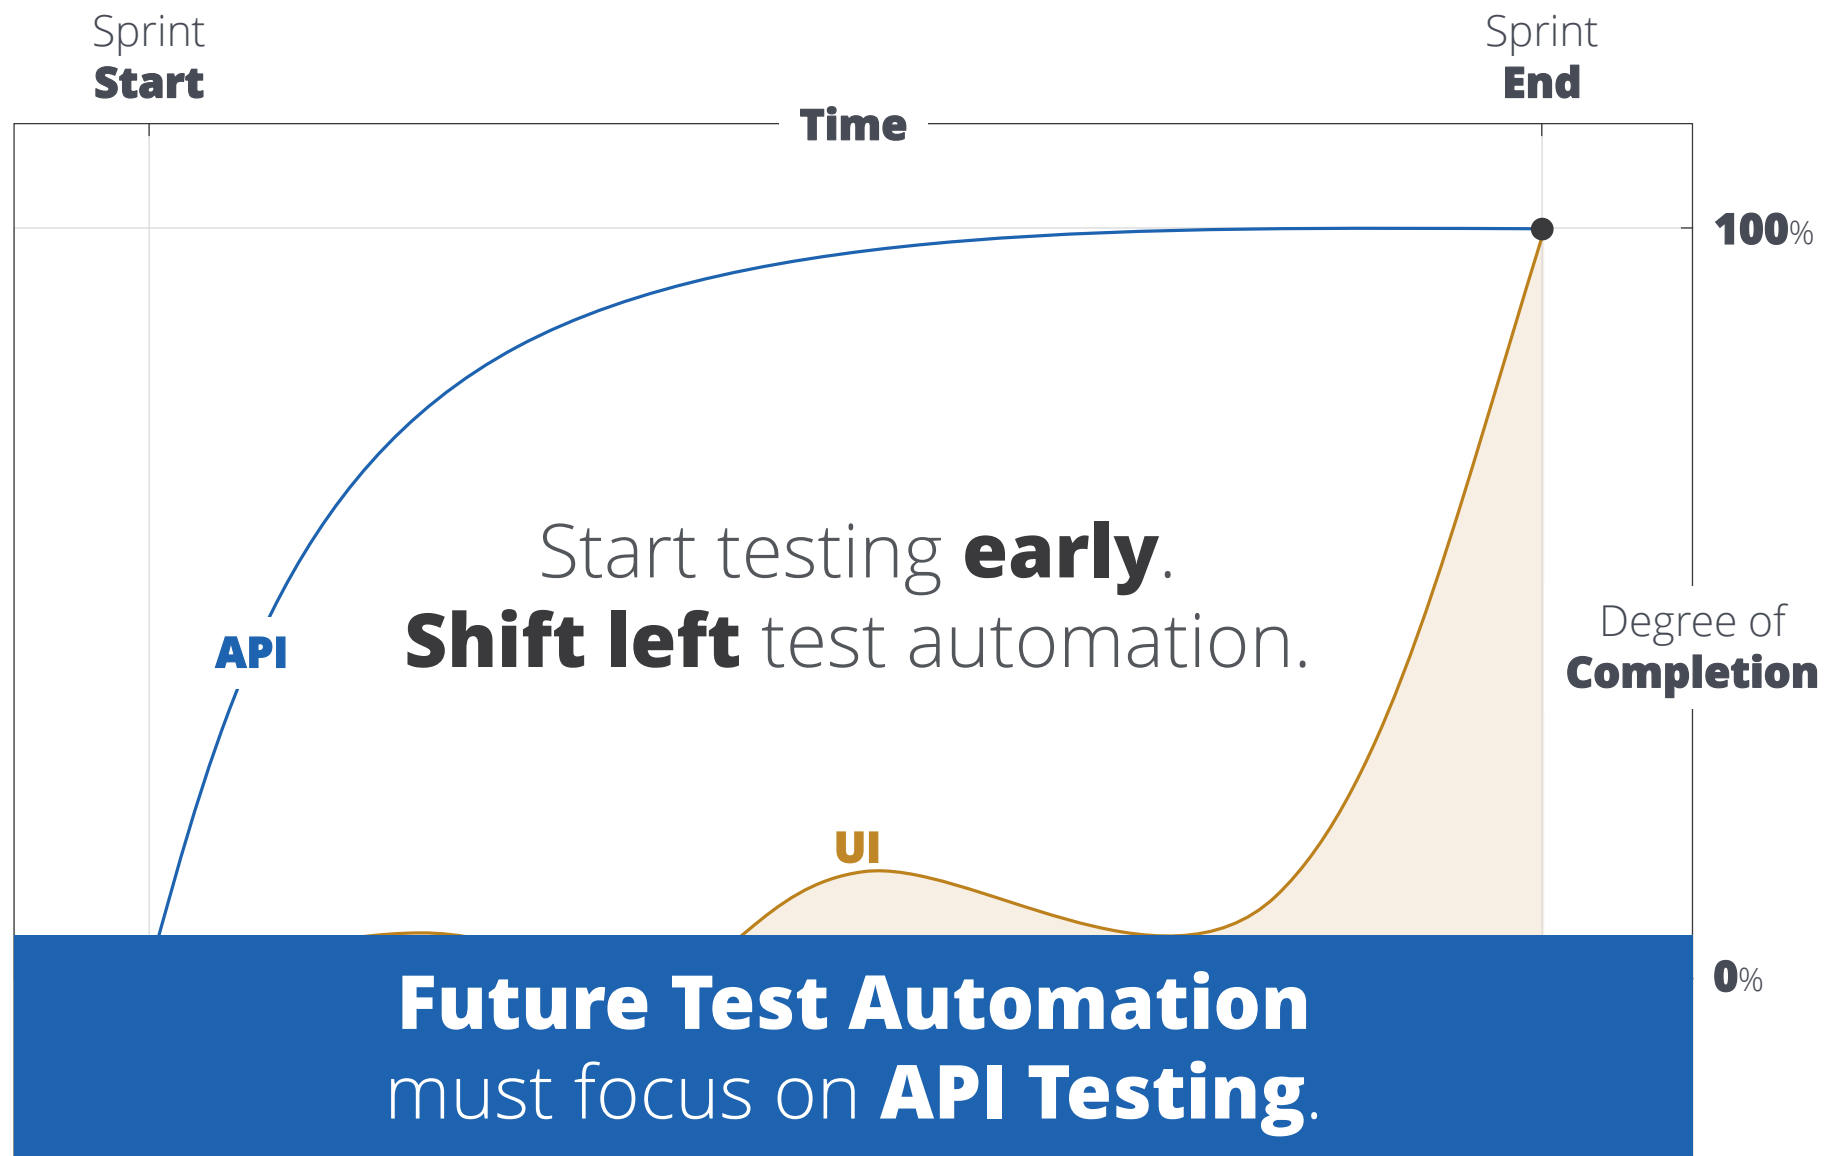 Sprint
Start
Sprint
End
Time
100%
Start testing early.
Shift left test automation.
API
Degree of
Completion
UI
0%
Future Test Automation
must focus on API Testing.